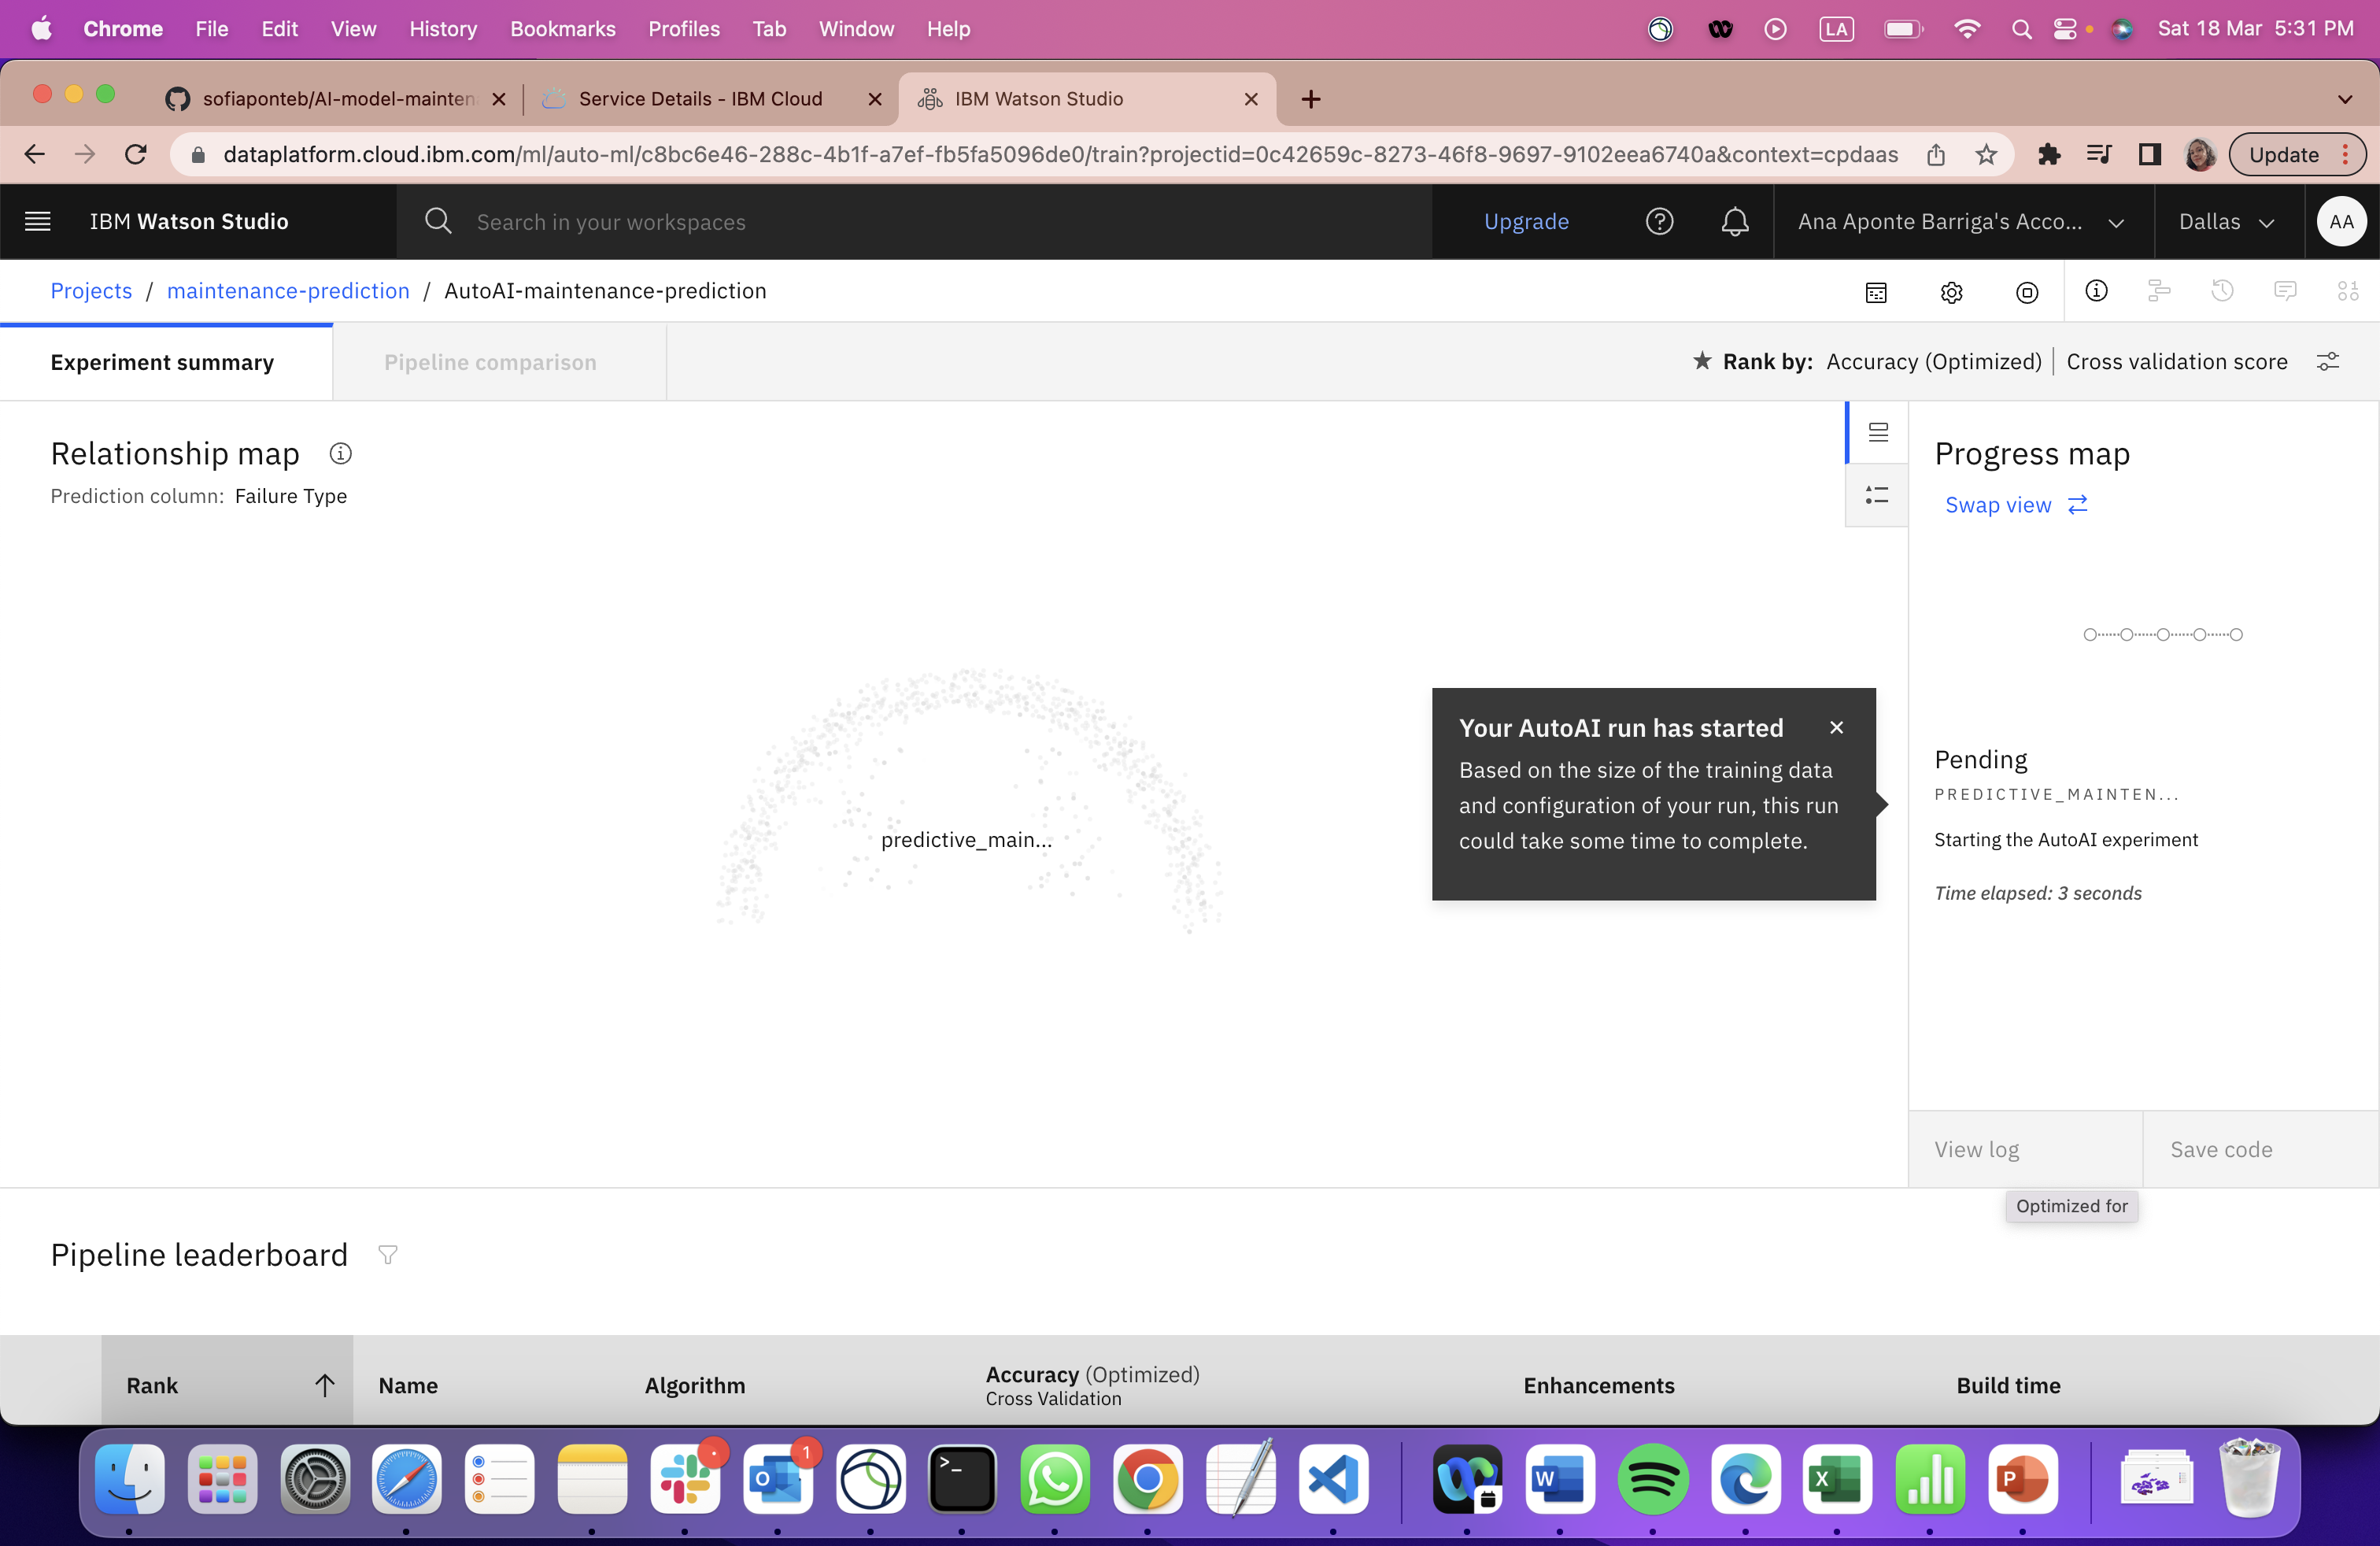 Chrome File Edit View History Bookmarks Profiles Tab Window Help LA Sat 18 Mar 5:31 PM
sofiaponteb/AI-model-mainten Service Details - IBM Cloud IBM Watson Studio
dataplatform.cloud.ibm.com/ml/auto-ml/c8bc6e46-288c-4b1f-a7ef-fb5fa5096de0/train?projectid=0c42659c-8273-46f8-9697-9102eea6740a&context=cpdaas Update
IBM Watson Studio Search in your workspaces Upgrade Ana Aponte Barriga's Acco... Dallas AA
Projects / maintenance-prediction / AutoAI-maintenance-prediction
Experiment summary Pipeline comparison Rank by: Accuracy (Optimized) Cross validation score
Relationship map
Prediction column: Failure Type
predictive_main...
Your AutoAI run has started
Based on the size of the training data
and configuration of your run, this run
could take some time to complete.
Progress map
Swap view
Pending
PREDICTIVE_MAINTEN...
Starting the AutoAI experiment
Time elapsed: 3 seconds
View log Save code
Optimized for
Pipeline leaderboard
Rank Name Algorithm Accuracy (Optimized) Enhancements Build time
Cross Validation
1